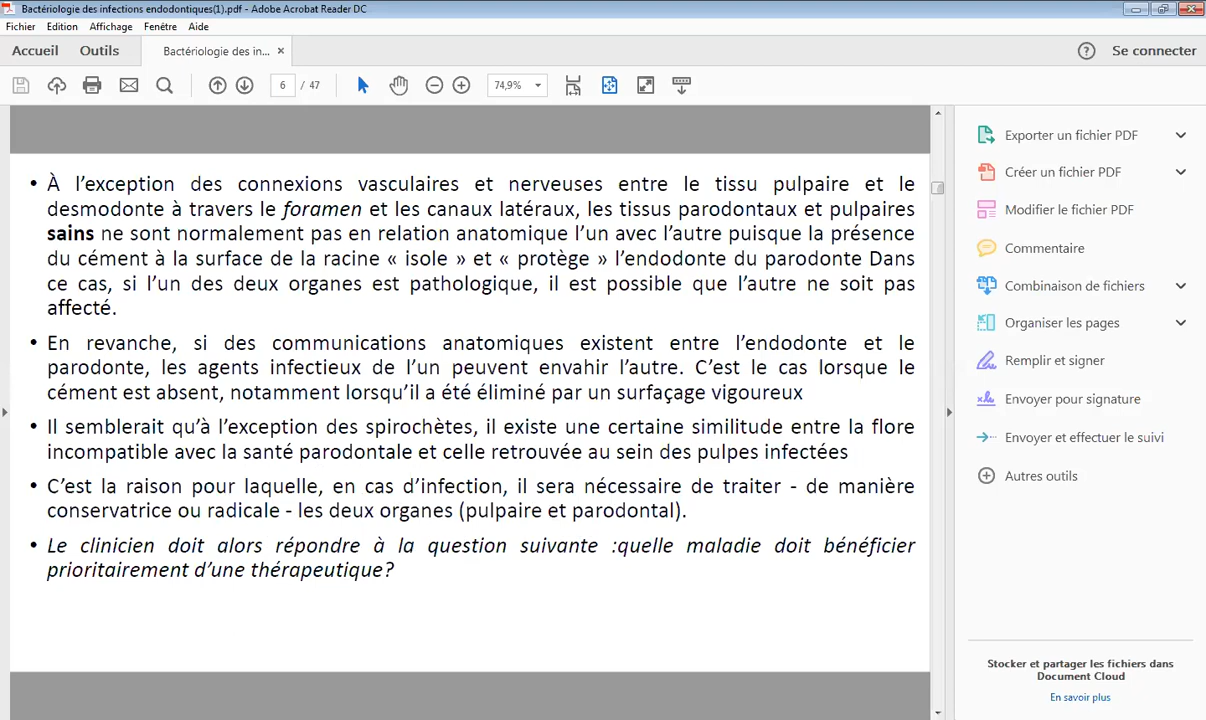 Bactériologie des infections endodontiques(1).pdf - Adobe Acrobat Reader DC
Fichier Edition Affichage Fenêtre Aide
Accueil Outils Bactériologie des in... × ? Se connecter
6 / 47 74,9%
• À l’exception des connexions vasculaires et nerveuses entre le tissu pulpaire et le
desmodonte à travers le foramen et les canaux latéraux, les tissus parodontaux et pulpaires
sains ne sont normalement pas en relation anatomique l’un avec l’autre puisque la présence
du cément à la surface de la racine « isole » et « protège » l’endodonte du parodonte Dans
ce cas, si l’un des deux organes est pathologique, il est possible que l’autre ne soit pas
affecté.
• En revanche, si des communications anatomiques existent entre l’endodonte et le
parodonte, les agents infectieux de l’un peuvent envahir l’autre. C’est le cas lorsque le
cément est absent, notamment lorsqu’il a été éliminé par un surfaçage vigoureux
• Il semblerait qu’à l’exception des spirochètes, il existe une certaine similitude entre la flore
incompatible avec la santé parodontale et celle retrouvée au sein des pulpes infectées
• C’est la raison pour laquelle, en cas d’infection, il sera nécessaire de traiter - de manière
conservatrice ou radicale - les deux organes (pulpaire et parodontal).
• Le clinicien doit alors répondre à la question suivante :quelle maladie doit bénéficier
prioritairement d’une thérapeutique?
Exporter un fichier PDF
Créer un fichier PDF
Modifier le fichier PDF
Commentaire
Combinaison de fichiers
Organiser les pages
Remplir et signer
Envoyer pour signature
Envoyer et effectuer le suivi
Autres outils
Stocker et partager les fichiers dans
Document Cloud
En savoir plus